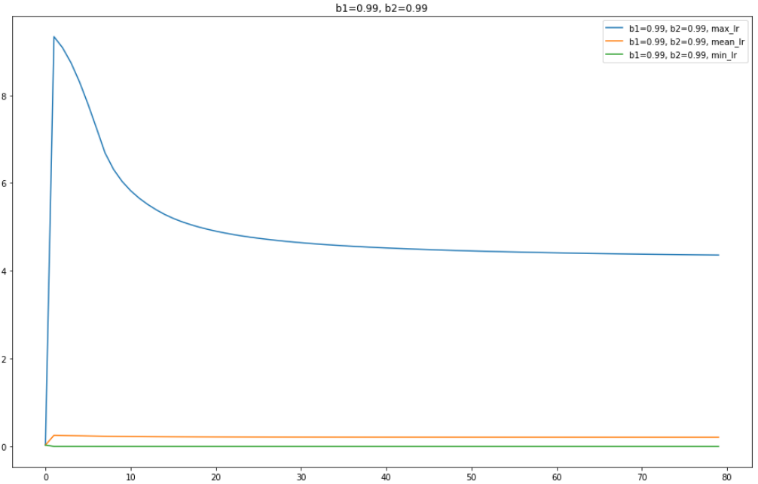 b1=0.99, b2=0.99
b1=0.99, b2=0.99, max_lr
b1=0.99, b2=0.99, mean_lr
b1=0.99, b2=0.99, min_lr
8
6
4
2
0
0 10 20 30 40 50 60 70 80